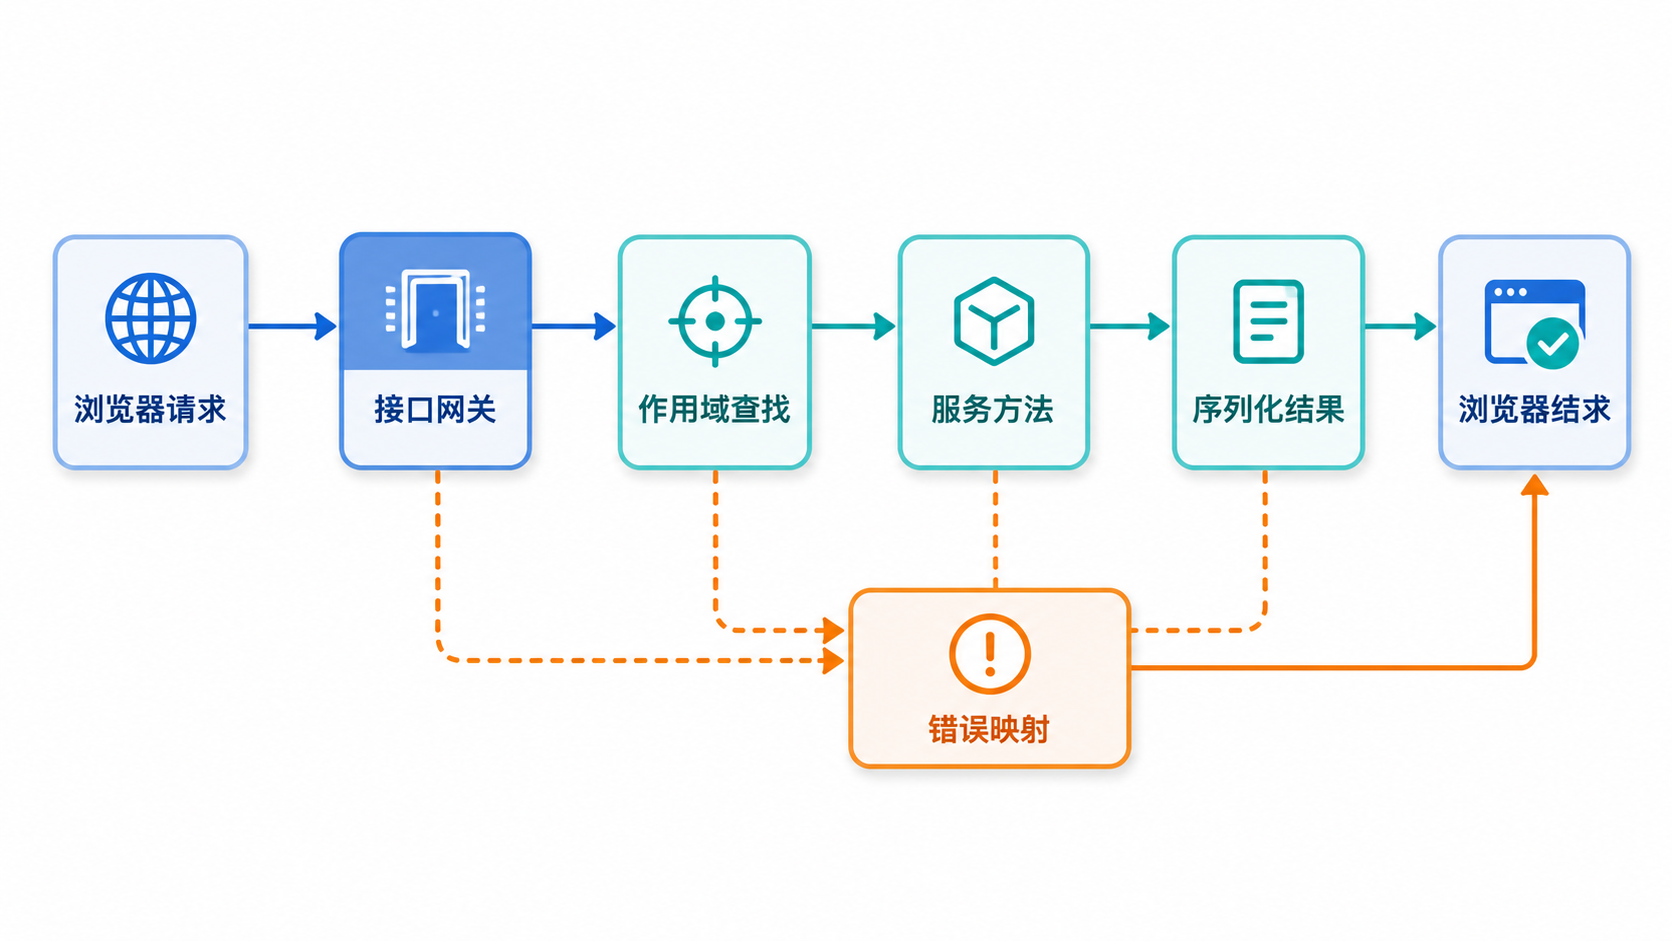 浏览器请求
接口网关
作用域查找
服务方法
序列化结果
浏览器结求
错误映射